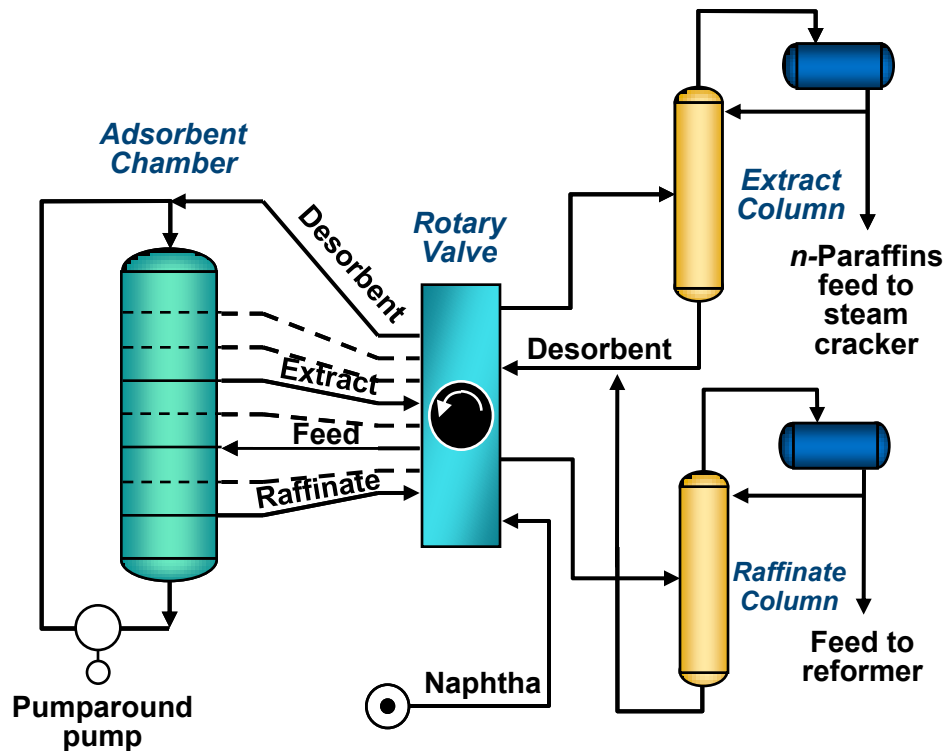 Adsorbent
Chamber
Desorbent
Rotary
Valve
Extract
Column
n-Paraffins
feed to
steam
cracker
Desorbent
Extract
Feed
Raffinate
Raffinate
Column
Feed to
reformer
Naphtha
Pumparound
pump